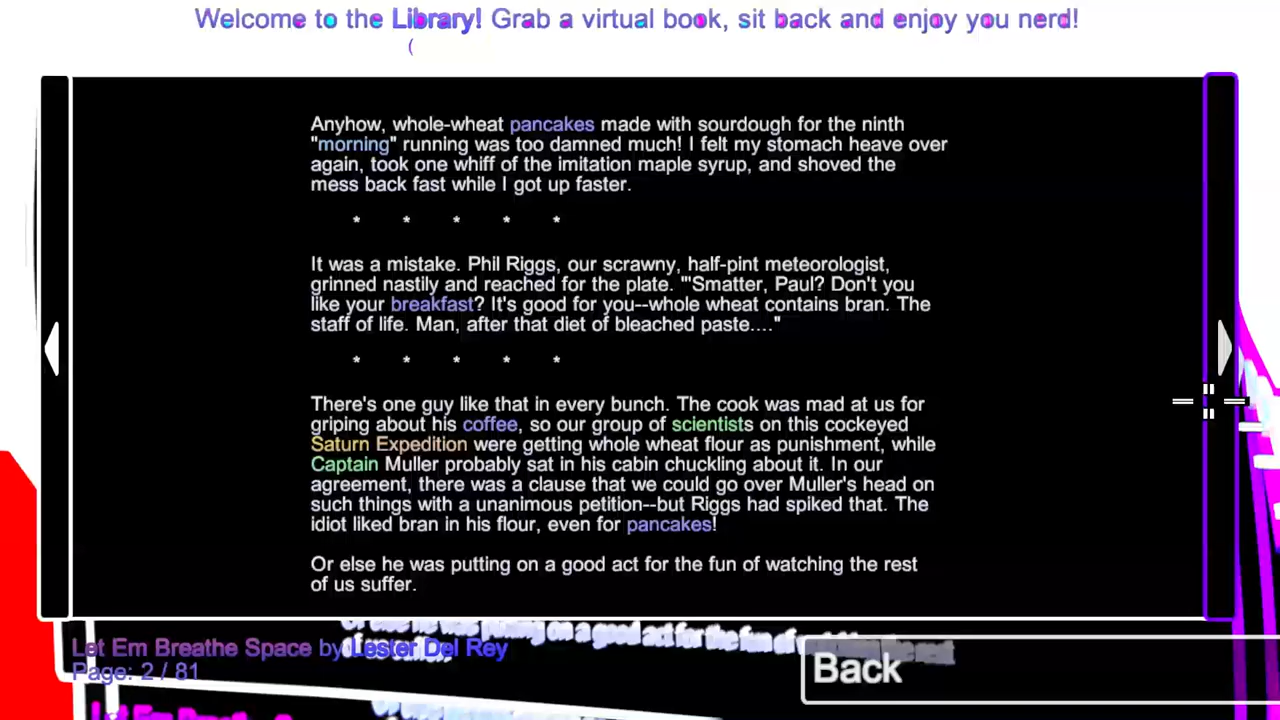 Welcome to the Library! Grab a virtual book, sit back and enjoy you nerd!
(
Anyhow, whole-wheat pancakes made with sourdough for the ninth
"morning" running was too damned much! I felt my stomach heave over
again, took one whiff of the imitation maple syrup, and shoved the
mess back fast while I got up faster.
* * * * *
It was a mistake. Phil Riggs, our scrawny, half-pint meteorologist,
grinned nastily and reached for the plate. "'Smatter, Paul? Don't you
like your breakfast? It's good for you--whole wheat contains bran. The
staff of life. Man, after that diet of bleached paste...."
* * * * *
There's one guy like that in every bunch. The cook was mad at us for
griping about his coffee, so our group of scientists on this cockeyed
Saturn Expedition were getting whole wheat flour as punishment, while
Captain Muller probably sat in his cabin chuckling about it. In our
agreement, there was a clause that we could go over Muller's head on
such things with a unanimous petition--but Riggs had spiked that. The
idiot liked bran in his flour, even for pancakes!
Or else he was putting on a good act for the fun of watching the rest
of us suffer.
Let Em Breathe Space by Lester Del Rey
Page: 2 / 81
Back